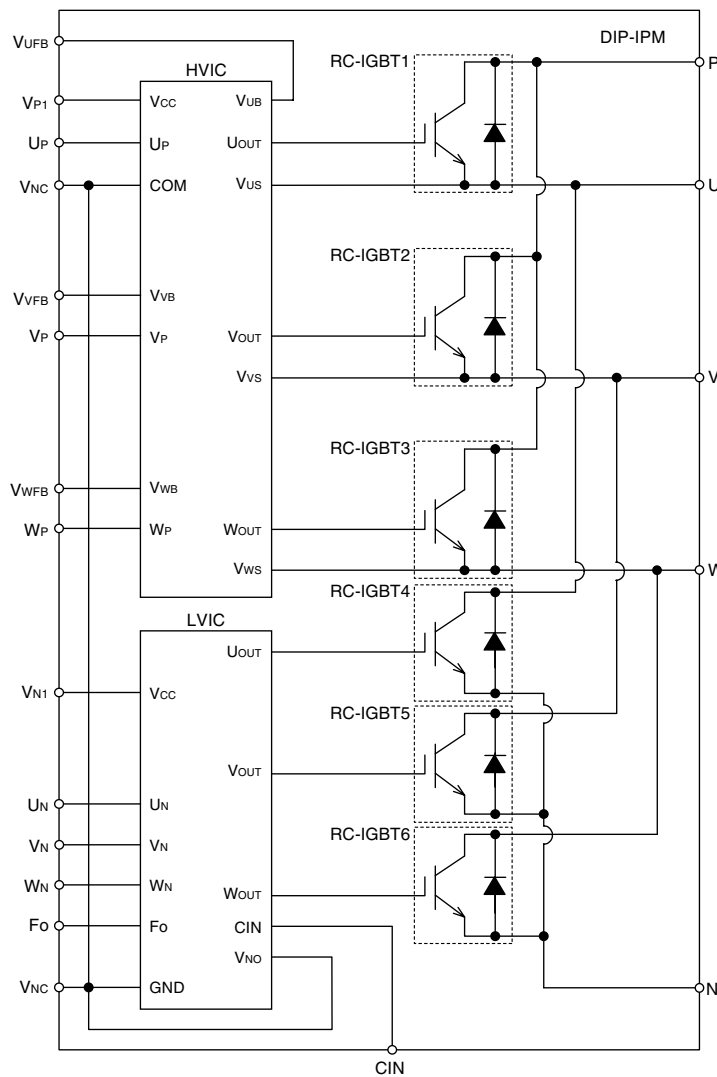 DIP-IPM
VUFB
HVIC
RC-IGBT1
P
VP1
VCC
VUB
UP
UP
UOUT
VNC
COM
VUS
U
RC-IGBT2
VVFB
VVB
VP
VP
VOUT
VVS
V
RC-IGBT3
VWFB
VWB
WP
WP
WOUT
VWS
W
RC-IGBT4
LVIC
UOUT
VN1
VCC
RC-IGBT5
VOUT
UN
UN
RC-IGBT6
VN
VN
WN
WN
WOUT
Fo
Fo
CIN
VNO
VNC
GND
N
CIN